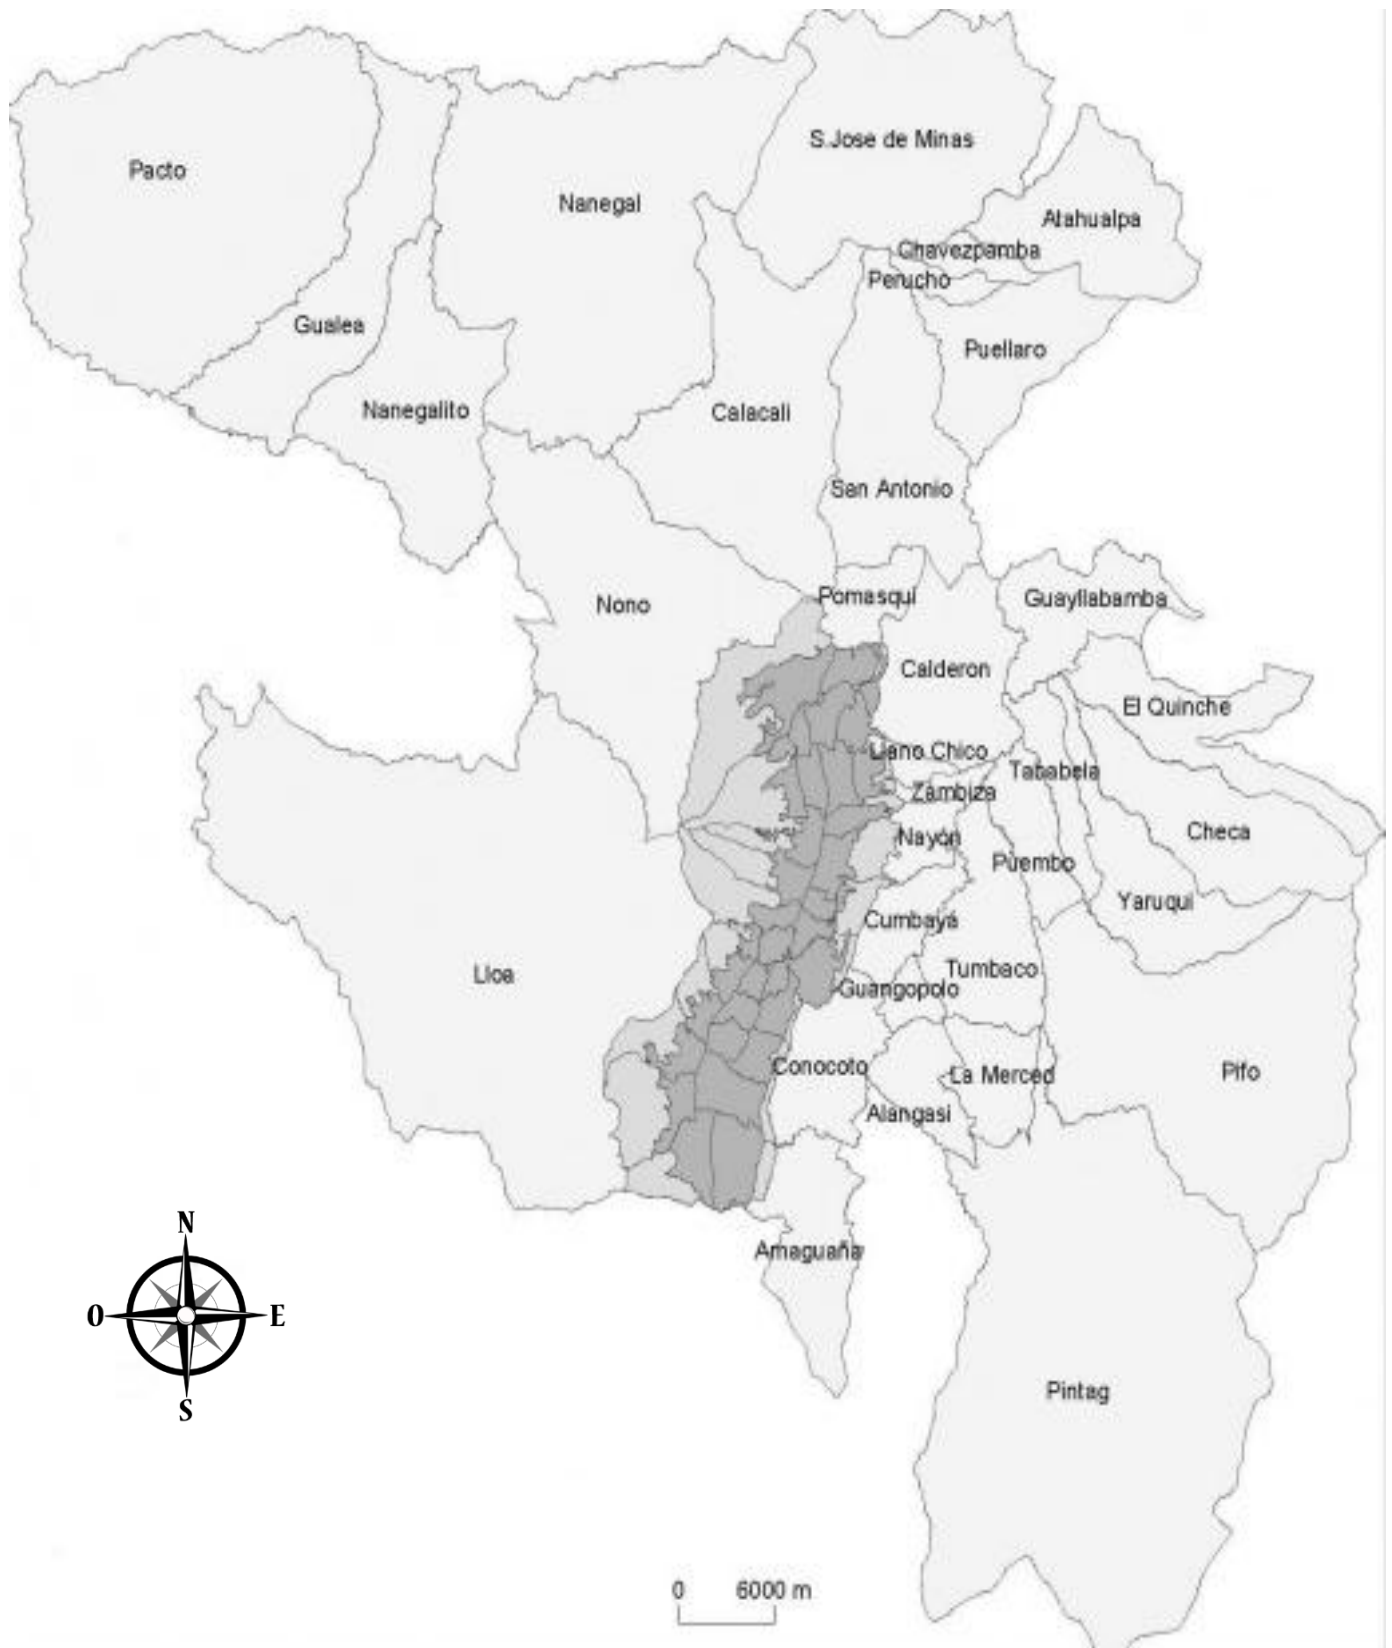 S.Jose de Minas
Pacto
Nanegal
Atahualpa
Chavezpamba
Perucho
Gualea
Puellaro
Nanegalito
Calacali
San Antonio
Nono
Pomasqui
Guayllabamba
Calderon
El Quinche
Llano Chico
Tababela
Zambiza
Checa
Nayón
Puembo
Yaruqui
Cumbayá
Lloa
Tumbaco
Guangopolo
Conocoto
La Merced
Pifo
Alangasi
N
Amaguaña
O
E
S
Pintag
0 6000 m